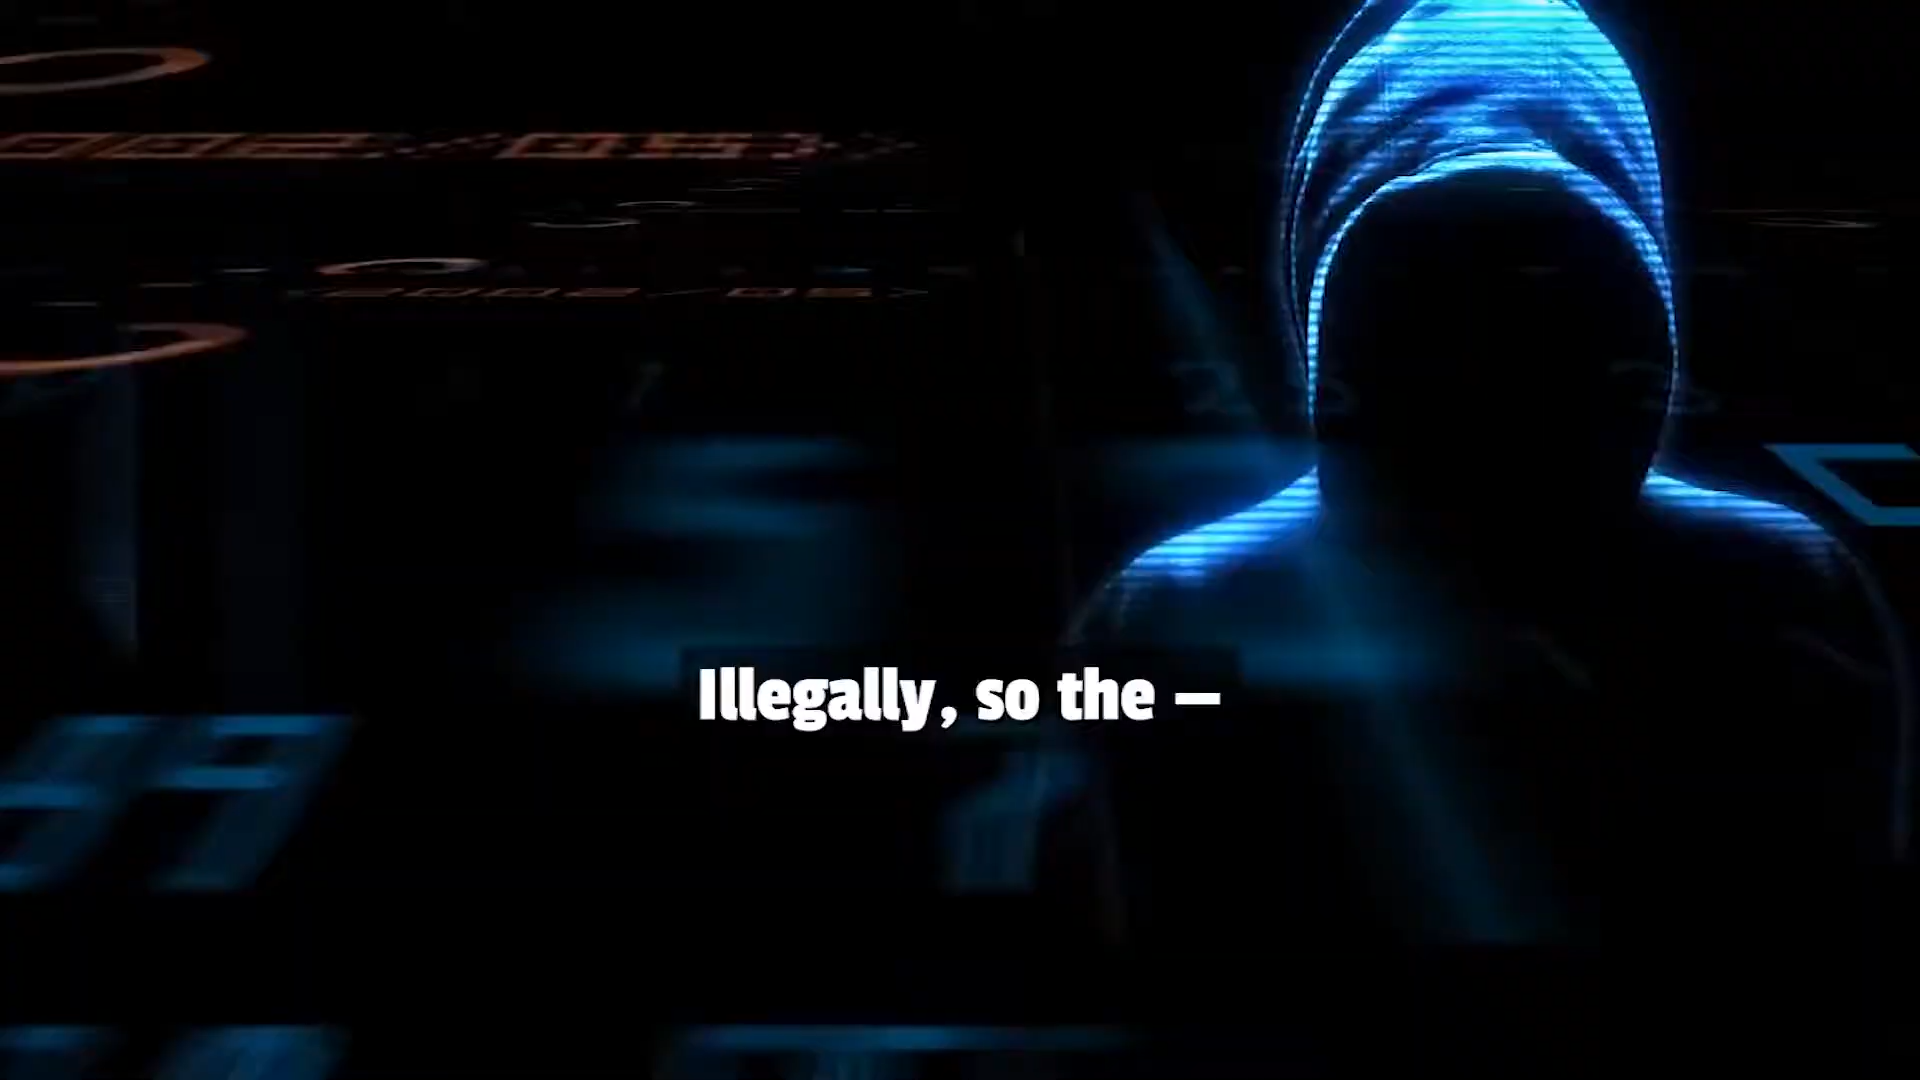 Illegally, so the —